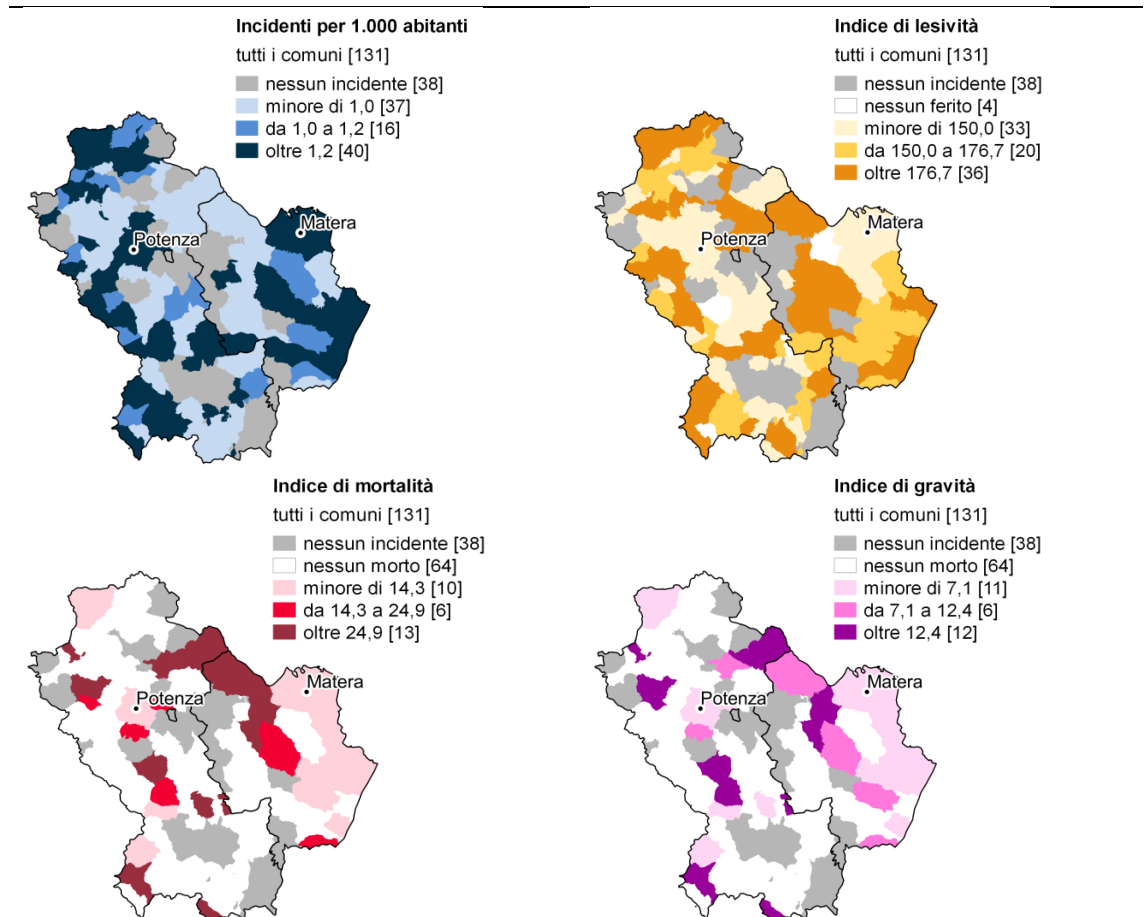 Incidenti per 1.000 abitanti
tutti i comuni [131]
nessun incidente [38]
minore di 1,0 [37]
da 1,0 a 1,2 [16]
oltre 1,2 [40]
Matera
Potenza
Indice di lesività
tutti i comuni [131]
nessun incidente [38]
nessun ferito [4]
minore di 150,0 [33]
da 150,0 a 176,7 [20]
oltre 176,7 [36]
Matera
Potenza
Indice di mortalità
tutti i comuni [131]
nessun incidente [38]
nessun morto [64]
minore di 14,3 [10]
da 14,3 a 24,9 [6]
oltre 24,9 [13]
Matera
Potenza
Indice di gravità
tutti i comuni [131]
nessun incidente [38]
nessun morto [64]
minore di 7,1 [11]
da 7,1 a 12,4 [6]
oltre 12,4 [12]
Matera
Potenza